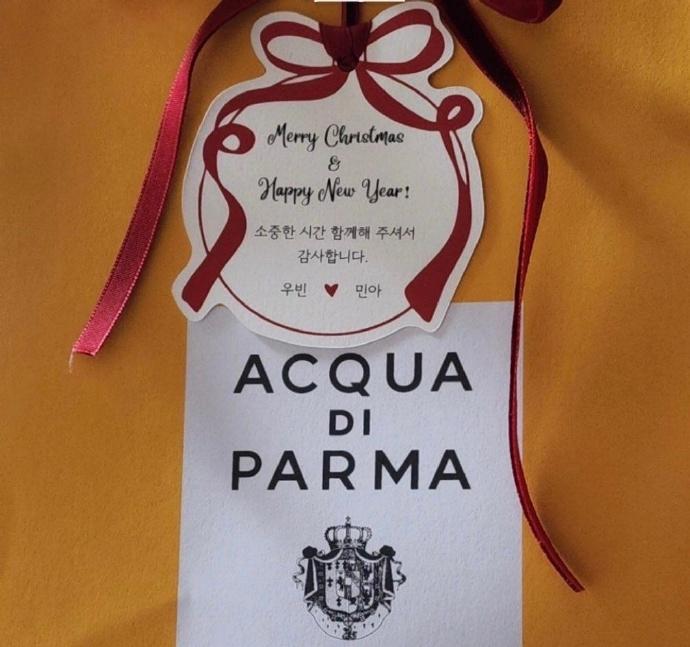 Merry Christmas
&
Happy New Year!
소중한 시간 함께해 주셔서
감사합니다.
우빈 ♥ 민아
ACQUA
DI
PARMA